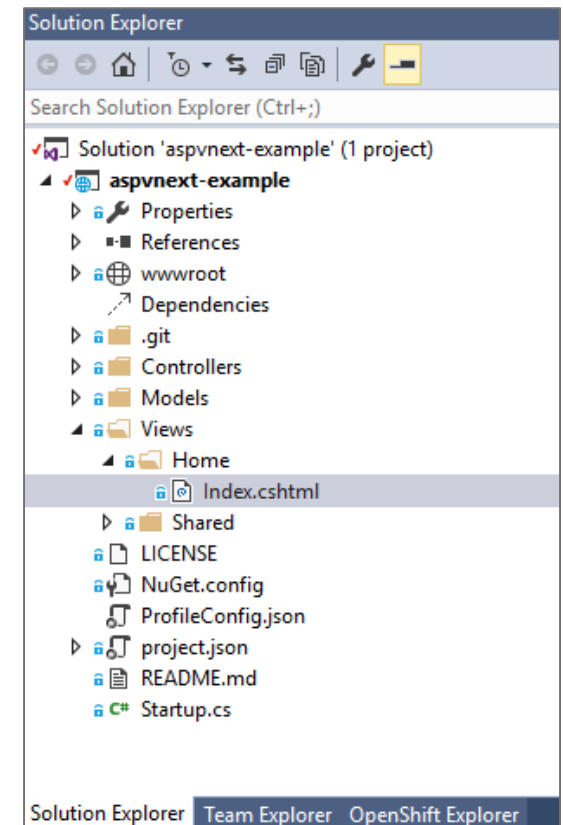 Solution Explorer
Search Solution Explorer (Ctrl+;)
Solution 'aspvnext-example' (1 project)
aspvnext-example
Properties
References
wwwroot
Dependencies
.git
Controllers
Models
Views
Home
Index.cshtml
Shared
LICENSE
NuGet.config
ProfileConfig.json
project.json
README.md
C# Startup.cs
Solution Explorer Team Explorer OpenShift Explorer